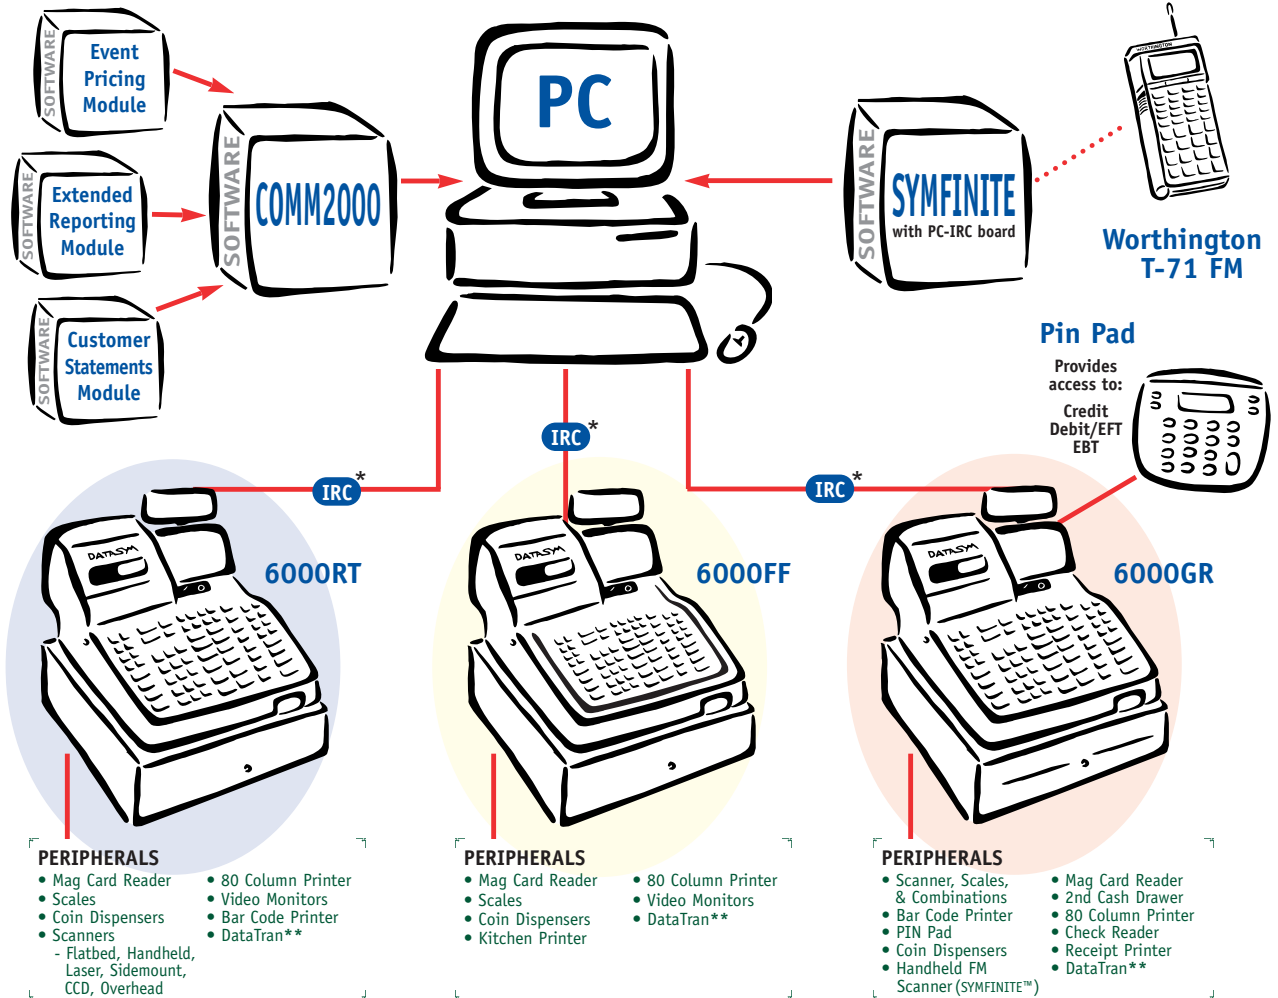 SOFTWARE
Event
Pricing
Module
SOFTWARE
Extended
Reporting
Module
SOFTWARE
Customer
Statements
Module
SOFTWARE
COMM2000
PC
SOFTWARE
SYMFINITE
with PC-IRC board
WORTHINGTON
Worthington
T-71 FM
Pin Pad
Provides
access to:
Credit
Debit/EFT
EBT
IRC*
IRC*
IRC*
DATASYM
6000RT
DATASYM
6000FF
DATASYM
6000GR
PERIPHERALS
• Mag Card Reader
• Scales
• Coin Dispensers
• Scanners
- Flatbed, Handheld,
Laser, Sidemount,
CCD, Overhead
• 80 Column Printer
• Video Monitors
• Bar Code Printer
• DataTran**
PERIPHERALS
• Mag Card Reader
• Scales
• Coin Dispensers
• Kitchen Printer
• 80 Column Printer
• Video Monitors
• DataTran**
PERIPHERALS
• Scanner, Scales,
& Combinations
• Bar Code Printer
• PIN Pad
• Coin Dispensers
• Handheld FM
Scanner (SYMFINITE™)
• Mag Card Reader
• 2nd Cash Drawer
• 80 Column Printer
• Check Reader
• Receipt Printer
• DataTran**